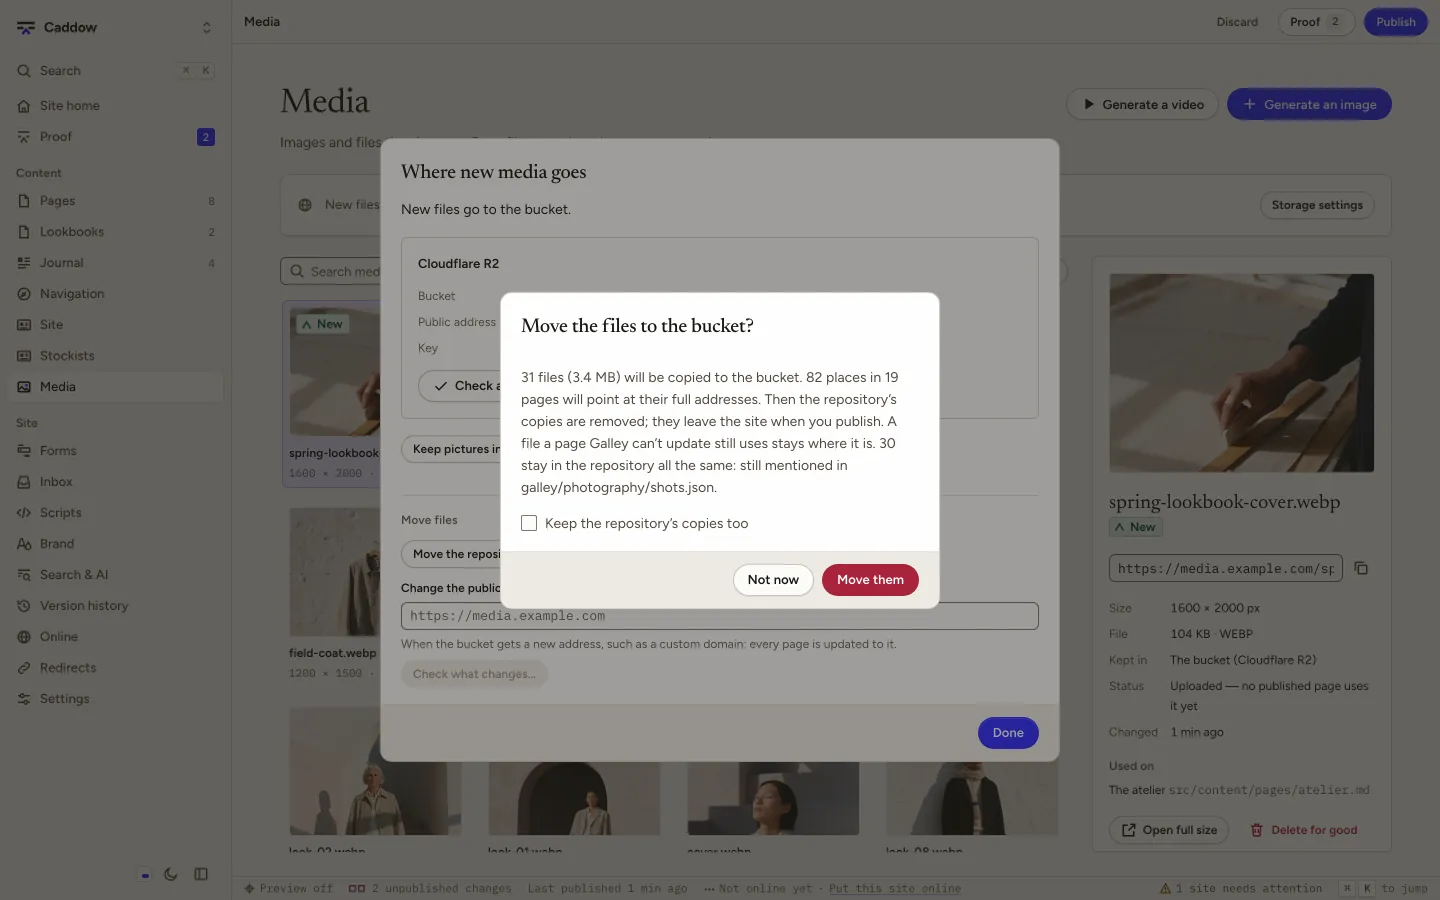 Caddow
Search
⌘ K
Site home
Proof
2
Content
Pages
8
Lookbooks
2
Journal
4
Navigation
Site
Stockists
Media
Site
Forms
Inbox
Scripts
Brand
Search & AI
Version history
Online
Redirects
Settings
Media
Discard
Proof 2
Publish
Media
Generate a video
Generate an image
Images and files
New files
Storage settings
Search med
New
spring-lookbook
1600 × 2000 ·
field-coat.webp
1200 × 1500 ·
look-02.webp
look-01.webp
cover.webp
look-08.webp
Where new media goes
New files go to the bucket.
Cloudflare R2
Bucket
Public address
Key
Check a
Keep pictures in
Move files
Move the reposi
Change the public
https://media.example.com
When the bucket gets a new address, such as a custom domain: every page is updated to it.
Check what changes...
Done
Move the files to the bucket?
31 files (3.4 MB) will be copied to the bucket. 82 places in 19
pages will point at their full addresses. Then the repository's
copies are removed; they leave the site when you publish. A
file a page Galley can't update still uses stays where it is. 30
stay in the repository all the same: still mentioned in
galley/photography/shots.json.
Keep the repository's copies too
Not now
Move them
spring-lookbook-cover.webp
New
https://media.example.com/sp
Size 1600 × 2000 px
File 104 KB · WEBP
Kept in The bucket (Cloudflare R2)
Status Uploaded — no published page uses
it yet
Changed 1 min ago
Used on
The atelier src/content/pages/atelier.md
Open full size
Delete for good
Preview off
2 unpublished changes
Last published 1 min ago
Not online yet · Put this site online
1 site needs attention
⌘ K to jump